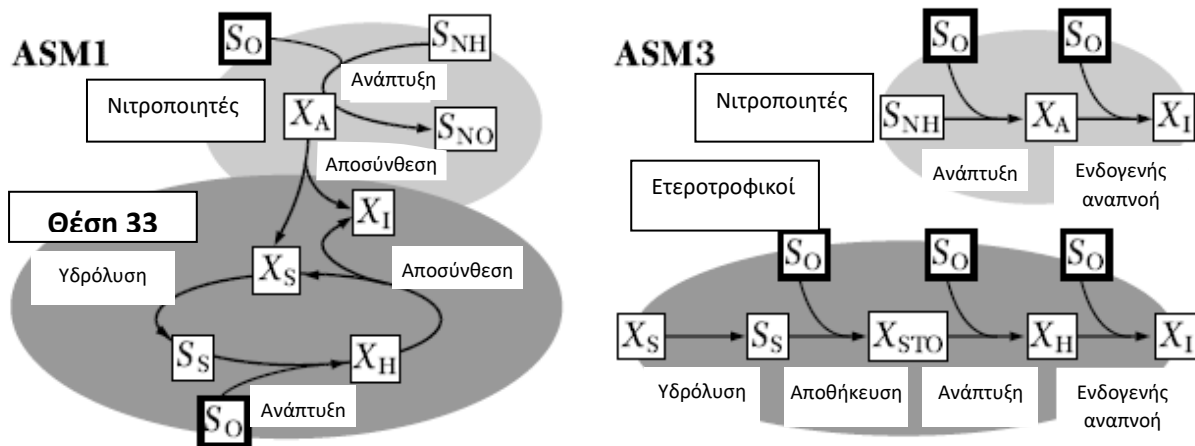 ASM1
S_O
S_NH
Ανάπτυξη
Νιτροποιητές
X_A
S_NO
Αποσύνθεση
Θέση 33
X_I
Υδρόλυση
X_S
Αποσύνθεση
S_S
X_H
S_O
Ανάπτυξη
ASM3
S_O
S_O
Νιτροποιητές
S_NH
X_A
X_I
Ανάπτυξη
Ενδογενής
αναπνοή
Ετεροτροφικοί
S_O
S_O
S_O
X_S
S_S
X_STO
X_H
X_I
Υδρόλυση
Αποθήκευση
Ανάπτυξη
Ενδογενής
αναπνοή